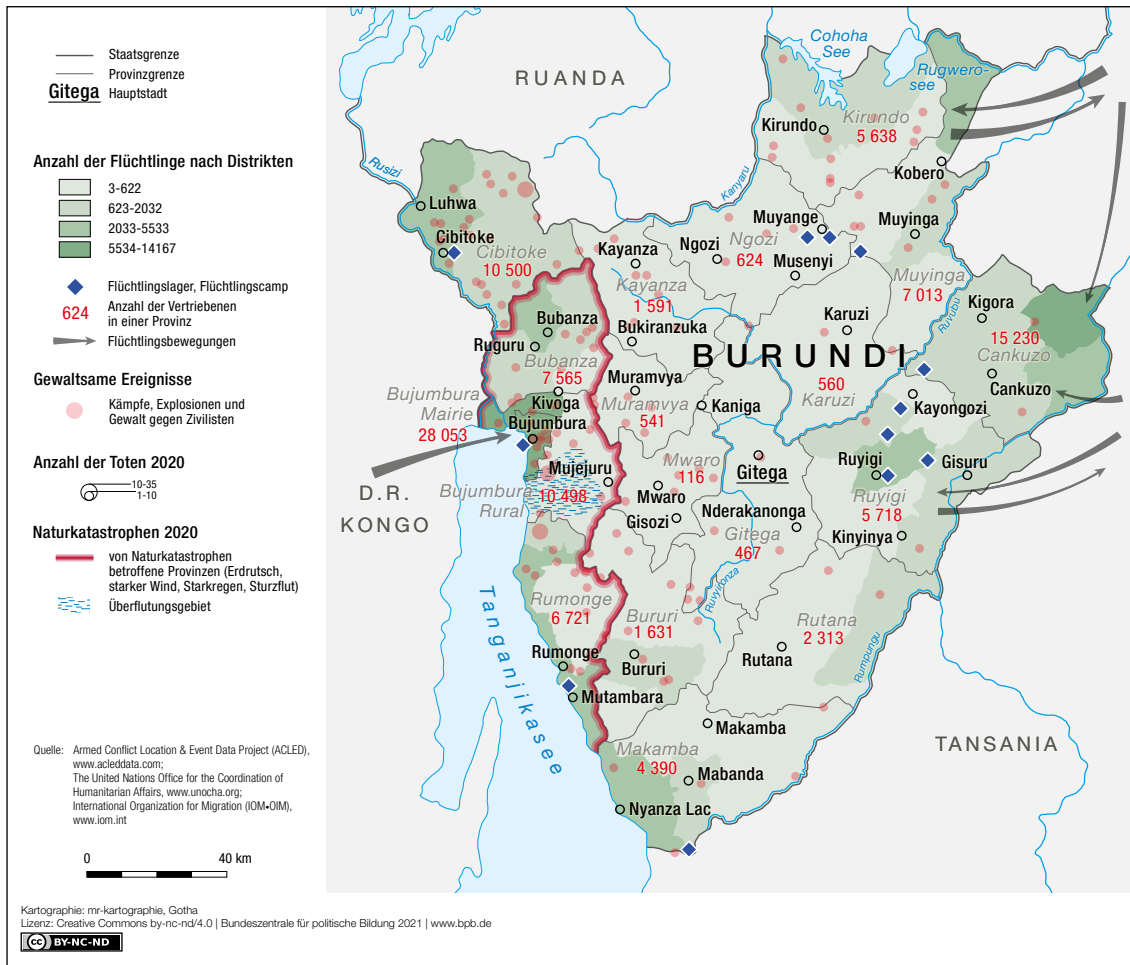 Staatsgrenze
Provinzgrenze
Gitega Hauptstadt
Anzahl der Flüchtlinge nach Distrikten
3-622
623-2032
2033-5533
5534-14167
Flüchtlingslager, Flüchtlingscamp
624 Anzahl der Vertriebenen
in einer Provinz
Flüchtlingsbewegungen
Gewaltsame Ereignisse
Kämpfe, Explosionen und
Gewalt gegen Zivilisten
Anzahl der Toten 2020
10-35
1-10
Naturkatastrophen 2020
von Naturkatastrophen
betroffene Provinzen (Erdrutsch,
starker Wind, Starkregen, Sturzflut)
Überflutungsgebiet
Quelle: Armed Conflict Location & Event Data Project (ACLED),
www.acleddata.com;
The United Nations Office for the Coordination of
Humanitarian Affairs, www.unocha.org;
International Organization for Migration (IOM•OIM),
www.iom.int
0 40 km
RUANDA
Cohoha
See
Rugwero-
see
Rusizi
Kanyaru
Kirundo
Kirundo
5 638
Kobero
Luhwa
Cibitoke
Cibitoke
10 500
Kayanza
Kayanza
1 591
Ngozi
Ngozi
624
Muyange
Musenyi
Muyinga
Muyinga
7 013
Ruvubu
Kigora
15 230
Cankuzo
Cankuzo
Bubanza
Ruguru
Bubanza
7 565
Bukiranzuka
Karuzi
BURUNDI
560
Karuzi
Muramvya
Muramvya
541
Kaniga
Kayongozi
Bujumbura
Mairie
28 053
Kivoga
Bujumbura
Mujejuru
Bujumbura
Rural
10 498
Mwaro
116
Mwaro
Gisozi
Gitega
Nderakanonga
Gitega
467
Ruyigi
Gisuru
Ruyigi
5 718
Kinyinya
D.R.
KONGO
Ruvyironza
Rumonge
6 721
Rumonge
Mutambara
Bururi
1 631
Bururi
Rutana
2 313
Rutana
Rumpungu
Tanganjikasee
Makamba
Makamba
4 390
Mabanda
Nyanza Lac
TANSANIA
Kartographie: mr-kartographie, Gotha
Lizenz: Creative Commons by-nc-nd/4.0 | Bundeszentrale für politische Bildung 2021 | www.bpb.de
cc BY-NC-ND